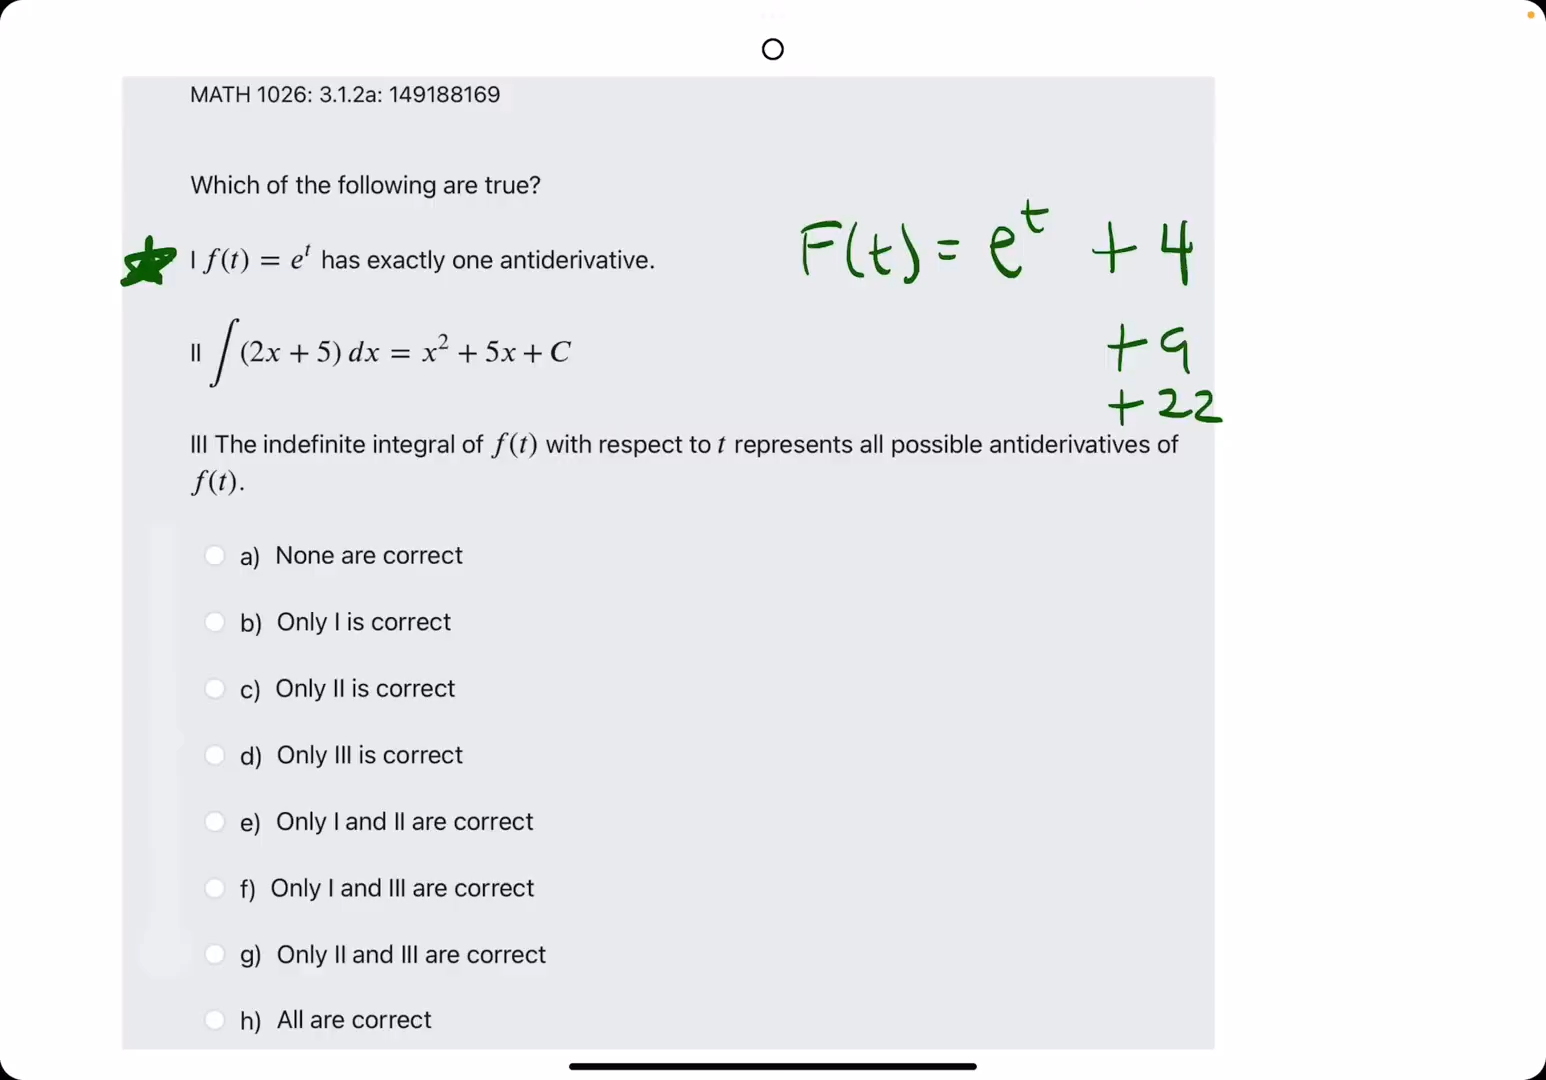 MATH 1026: 3.1.2a: 149188169
Which of the following are true?
I f(t) = e^t has exactly one antiderivative.
F(t) = e^t + 4
+ 9
+ 22
II ∫(2x + 5) dx = x² + 5x + C
III The indefinite integral of f(t) with respect to t represents all possible antiderivatives of
f(t).
a) None are correct
b) Only I is correct
c) Only II is correct
d) Only III is correct
e) Only I and II are correct
f) Only I and III are correct
g) Only II and III are correct
h) All are correct